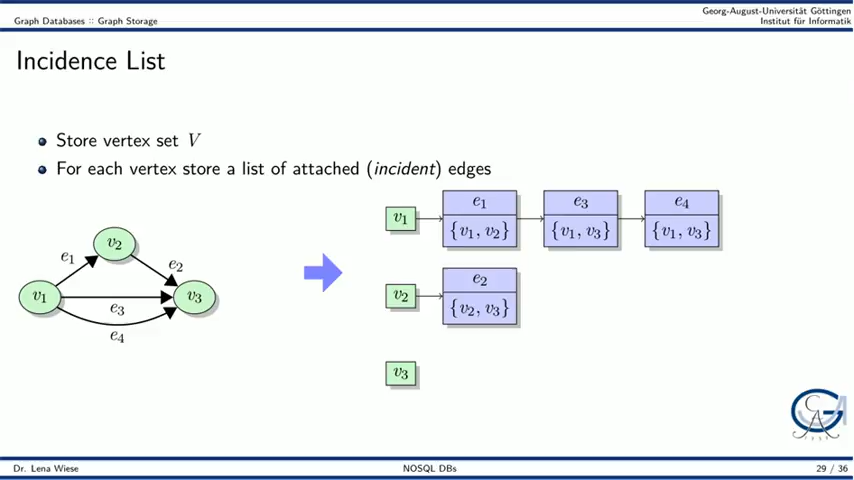 Georg-August-Universität Göttingen
Graph Databases :: Graph Storage
Institut für Informatik
Incidence List
Store vertex set V
For each vertex store a list of attached (incident) edges
v₂
e₁
e₂
v₁
v₃
e₃
e₄
v₁
e₁
{v₁, v₂}
e₃
{v₁, v₃}
e₄
{v₁, v₃}
v₂
e₂
{v₂, v₃}
v₃
Dr. Lena Wiese
NOSQL DBs
29 / 36